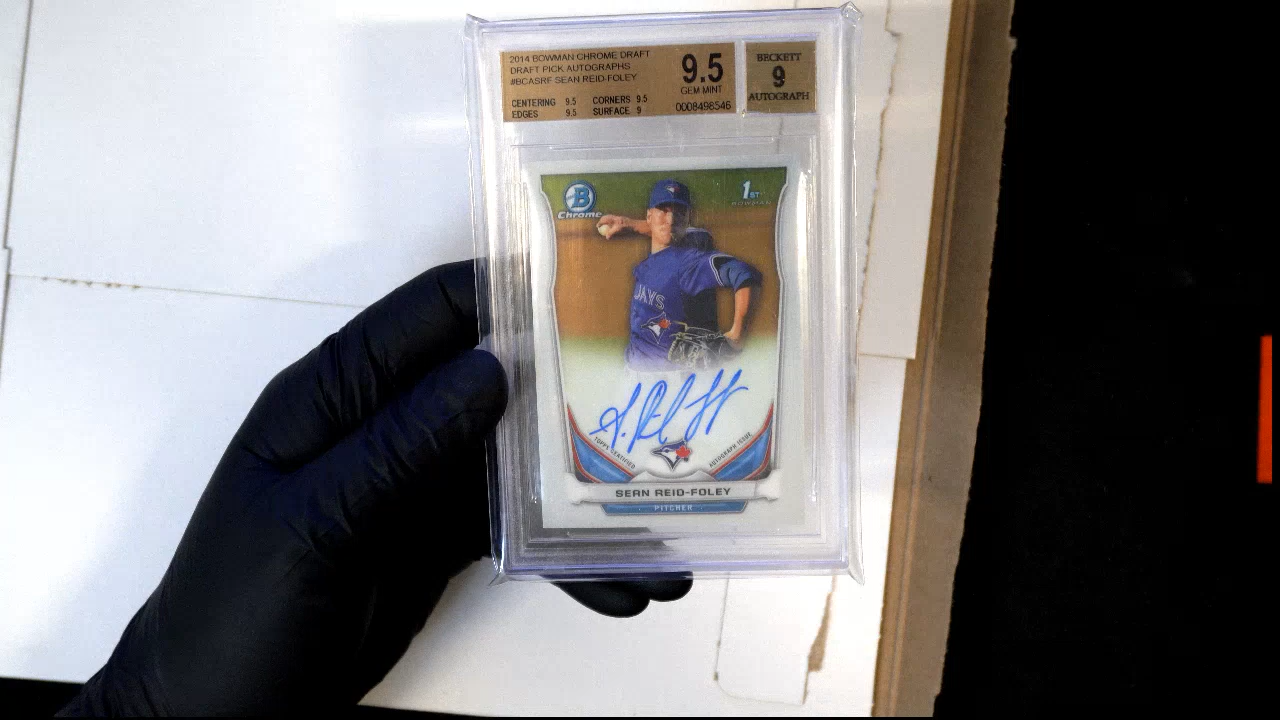 2014 BOWMAN CHROME DRAFT
DRAFT PICK AUTOGRAPHS
#BCASRF SEAN REID-FOLEY
CENTERING 9.5 CORNERS 9.5
EDGES 9.5 SURFACE 9
9.5
GEM MINT
0008498546
BECKETT
9
AUTOGRAPH
B
Chrome
1ST
BOWMAN
JAYS
TOPPS CERTIFIED
AUTOGRAPH ISSUE
SEAN REID-FOLEY
PITCHER